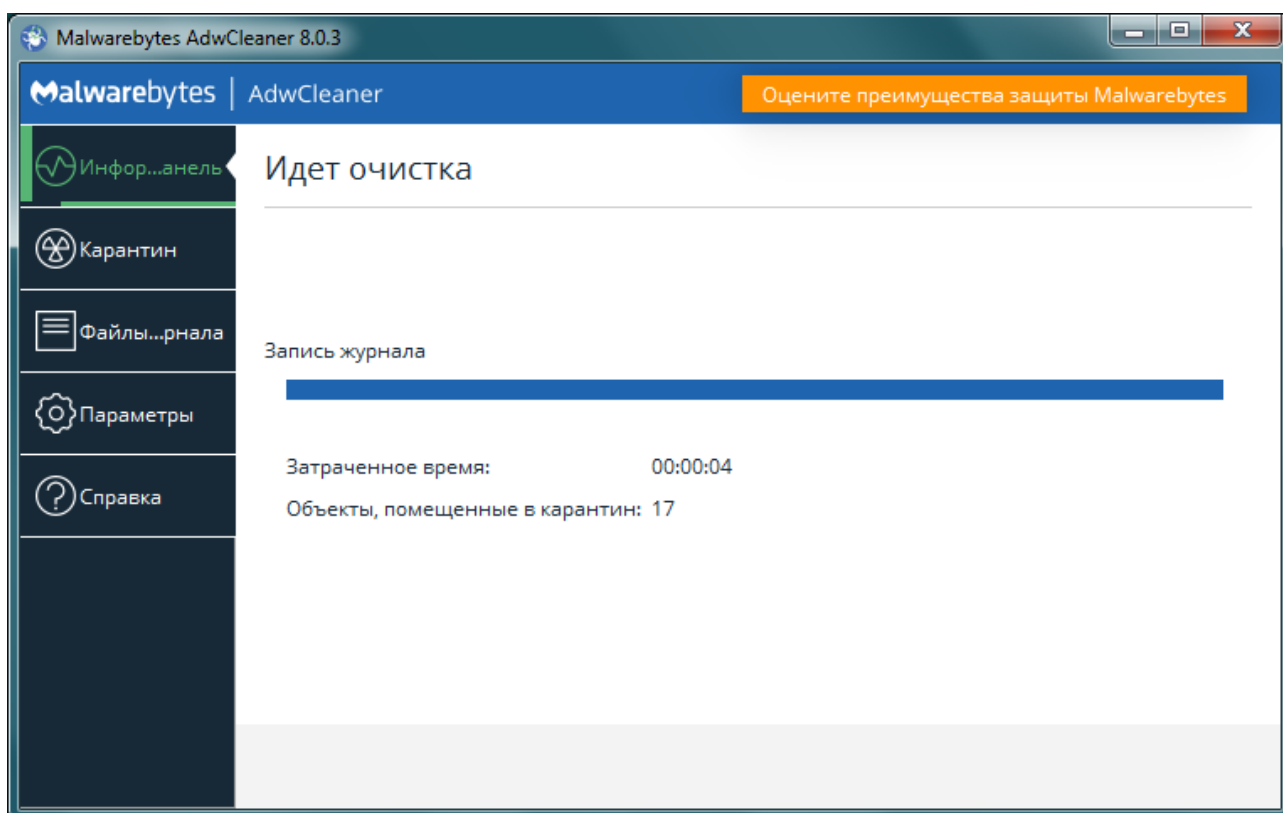 Malwarebytes AdwCleaner 8.0.3
Malwarebytes | AdwCleaner
Оцените преимущества защиты Malwarebytes
Инфор...анель
Идет очистка
Карантин
Файлы...рнала
Запись журнала
Параметры
Затраченное время: 00:00:04
Справка
Объекты, помещенные в карантин: 17